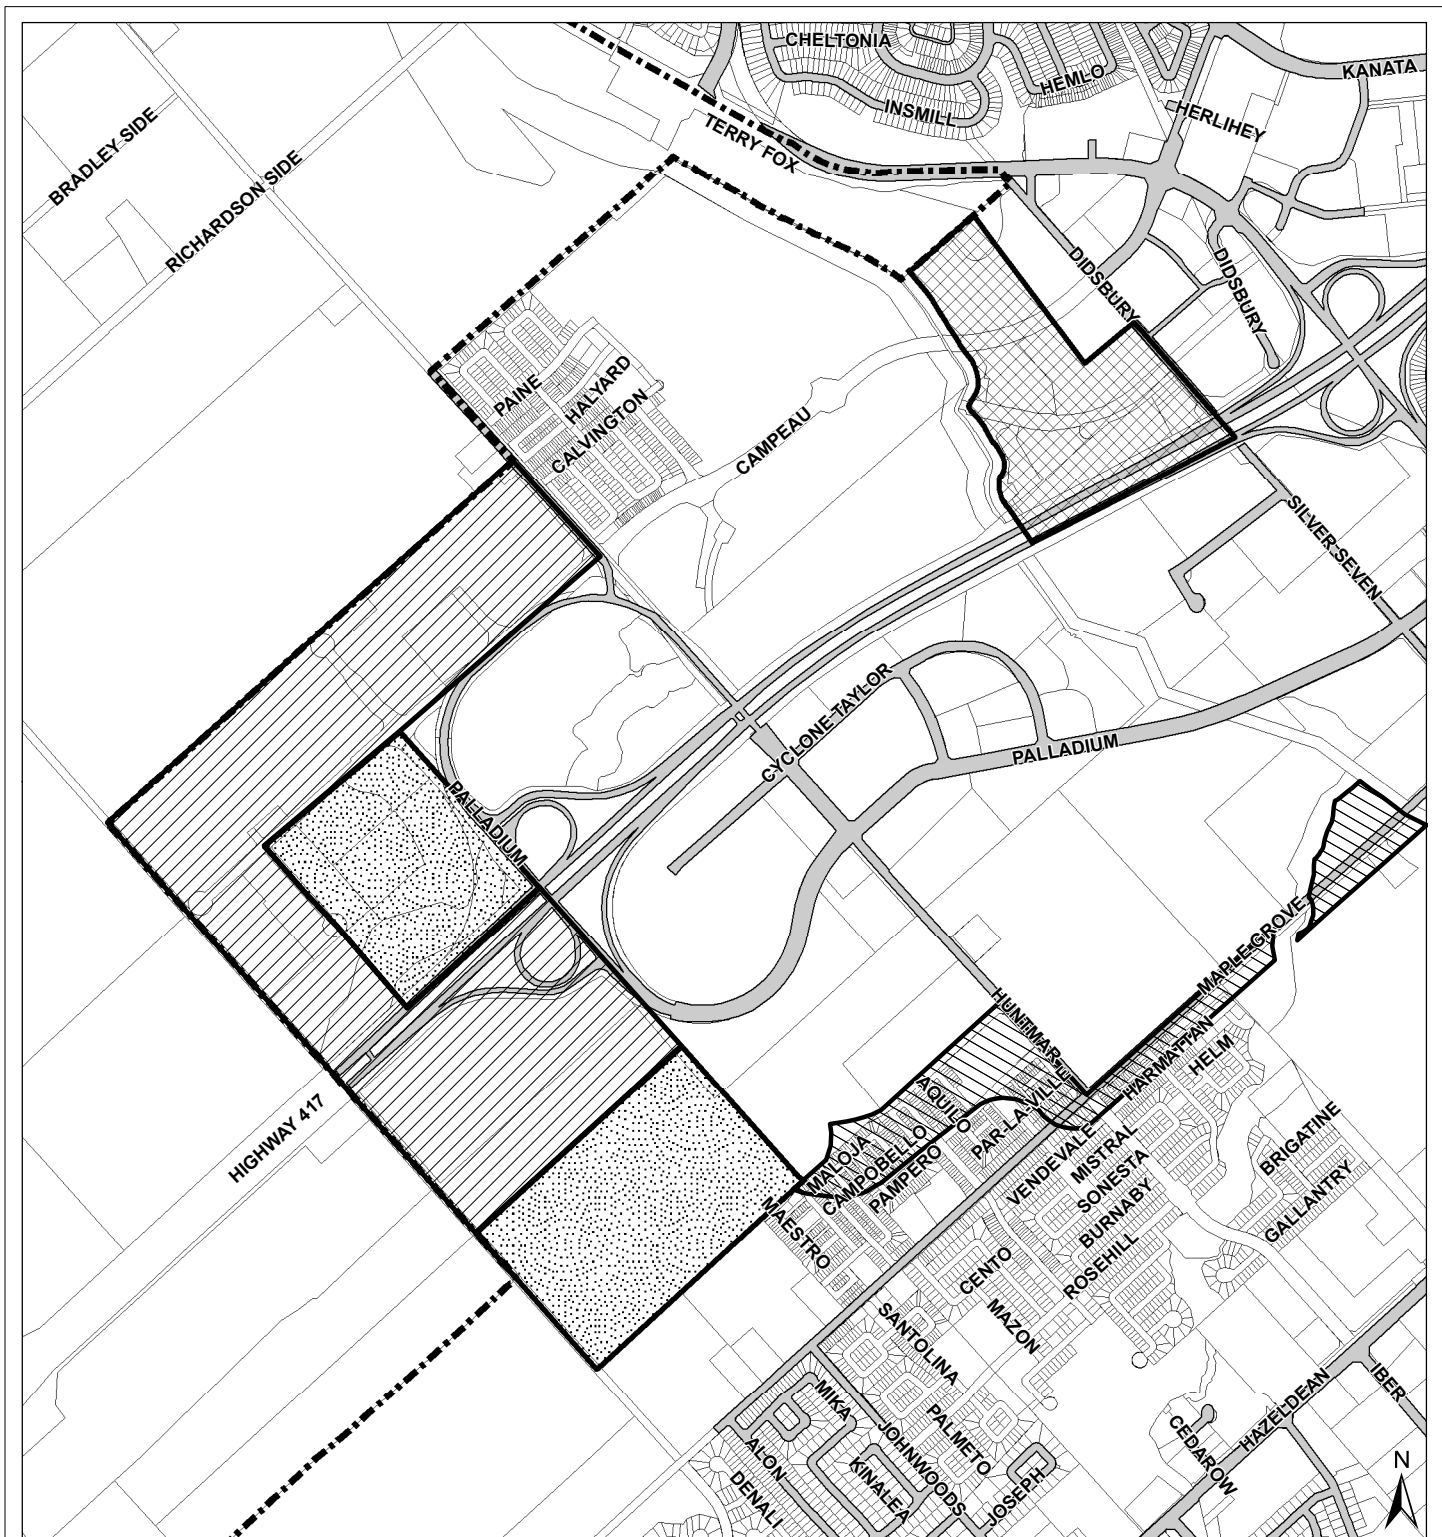 CHELTONIA
KANATA
HEMLO
INSMILL
HERLIHEY
TERRY FOX
BRADLEY SIDE
RICHARDSON SIDE
DIDSBURY
DIDSBURY
PAINE
HALYARD
CALVINGTON
CAMPEAU
SILVER SEVEN
CYCLONE TAYLOR
PALLADIUM
PALLADIUM
MAPLE GROVE
HUNTMAR
HARMATTAN
HELM
AQUILO
PAR-LA-VILLE
HIGHWAY 417
MALOJA
CAMPOBELLO
PAMPERO
VENDEVALE
MISTRAL
SONESTA
BURNABY
ROSEHILL
BRIGATINE
GALLANTRY
MAESTRO
CENTO
MAZON
SANTOLINA
MIKA
PALMETO
JOHNWOODS
KINALEA
JOSEPH
ALON
DENALI
CEDAROW
HAZELDEAN
IBER
N